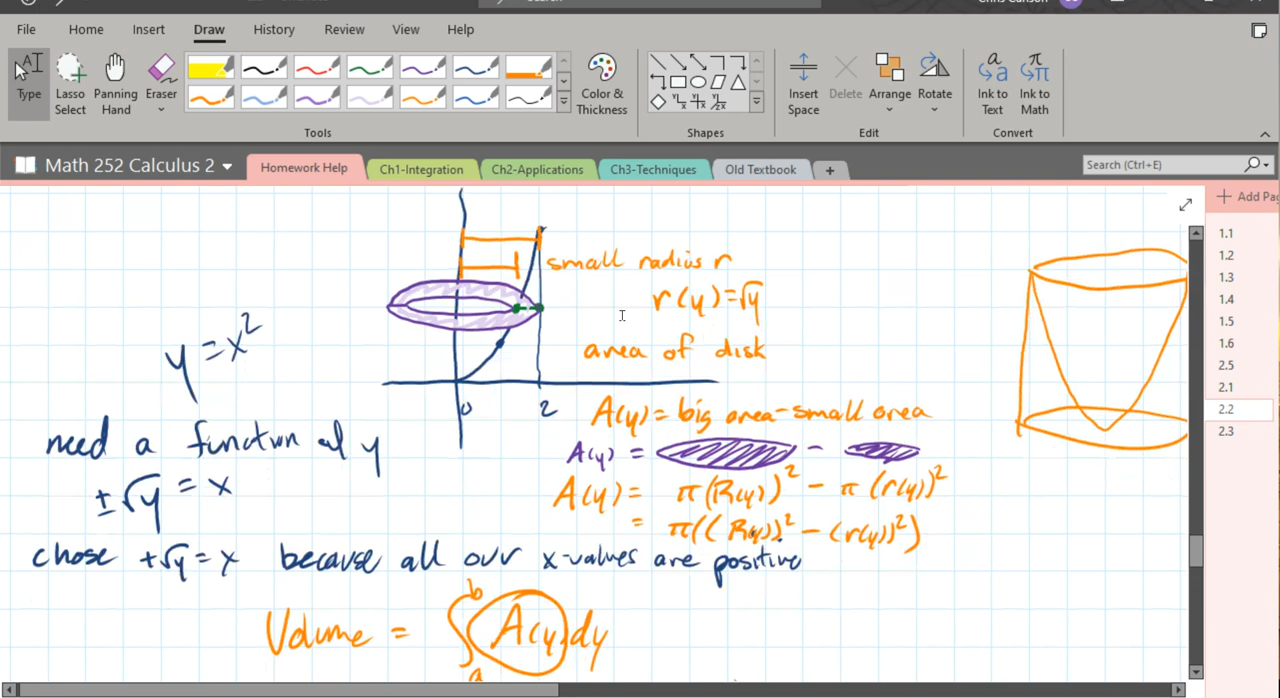 File Home Insert Draw History Review View Help
Type
Lasso Select
Panning Hand
Eraser
Color & Thickness
Insert Space
Delete
Arrange
Rotate
Ink to Text
Ink to Math
Tools
Shapes
Edit
Convert
Math 252 Calculus 2
Homework Help
Ch1-Integration
Ch2-Applications
Ch3-Techniques
Old Textbook
+
Search (Ctrl+E)
+ Add Pag
1.1
1.2
1.3
1.4
1.5
1.6
2.5
2.1
2.2
2.3
small radius r
r(y)=√y
area of disk
y=x²
0 2
A(y)= big area-small area
need a function of y
A(y) = –
±√y = x
A(y)= π(R(y))² - π(r(y))²
= π((R(y))² - (r(y))²)
chose +√y=x because all our x-values are positive
Volume = ∫ₐᵇ A(y)dy